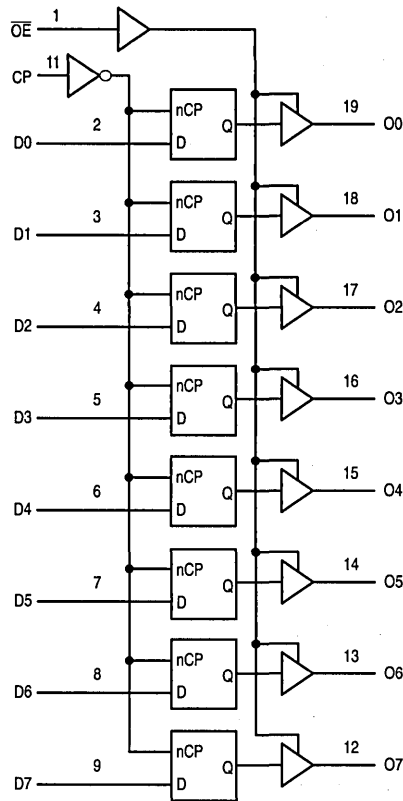 1
O̅E̅
11
CP
nCP
2
Q
19
O0
D0
D
nCP
3
Q
18
O1
D1
D
nCP
4
Q
17
O2
D2
D
nCP
5
Q
16
O3
D3
D
nCP
6
Q
15
O4
D4
D
nCP
7
Q
14
O5
D5
D
nCP
8
Q
13
O6
D6
D
nCP
9
Q
12
O7
D7
D